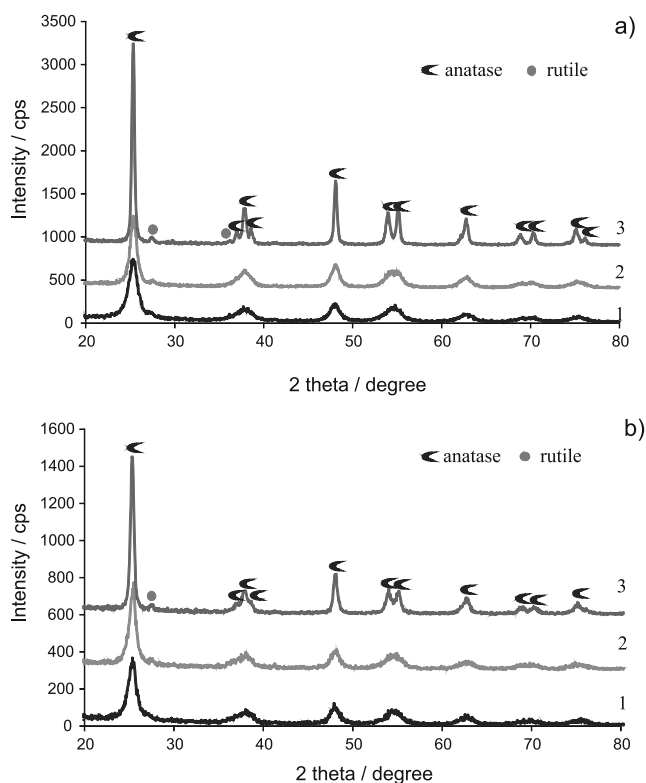 a)
3500
3000
2500
2000
1500
1000
500
0
Intensity / cps
anatase rutile
3
2
1
20 30 40 50 60 70 80
2 theta / degree
b)
1600
1400
1200
1000
800
600
400
200
0
Intensity / cps
anatase rutile
3
2
1
20 30 40 50 60 70 80
2 theta / degree